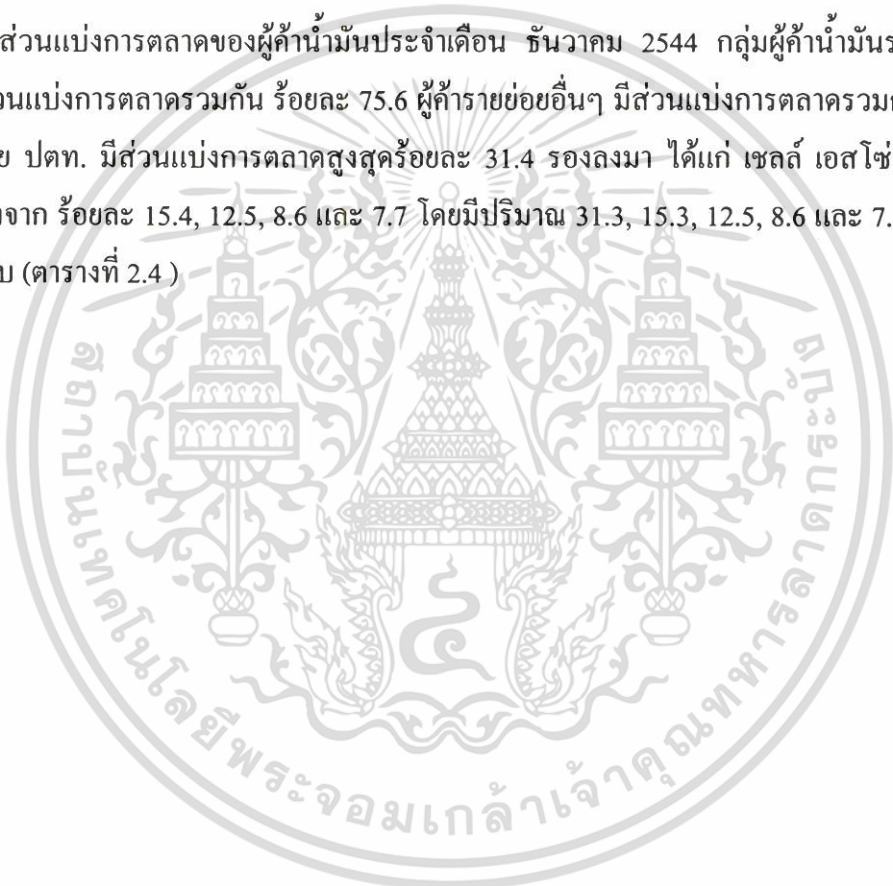 ส่วนแบ่งการตลาดของผู้ค้าน้ำมันประจำเดือน ธันวาคม 2544 กลุ่มผู้ค้าน้ำมันร
วนแบ่งการตลาดรวมกัน ร้อยละ 75.6 ผู้ค้ารายย่อยอื่นๆ มีส่วนแบ่งการตลาดรวมก
ย ปตท. มีส่วนแบ่งการตลาดสูงสุดร้อยละ 31.4 รองลงมา ได้แก่ เชลล์ เอสโซ่
งจาก ร้อยละ 15.4, 12.5, 8.6 และ 7.7 โดยมีปริมาณ 31.3, 15.3, 12.5, 8.6 และ 7.
บ (ตารางที่ 2.4 )
สถาบันเทคโนโลยีพระจอมเกล้าเจ้าคุณทหารลาดกระบัง